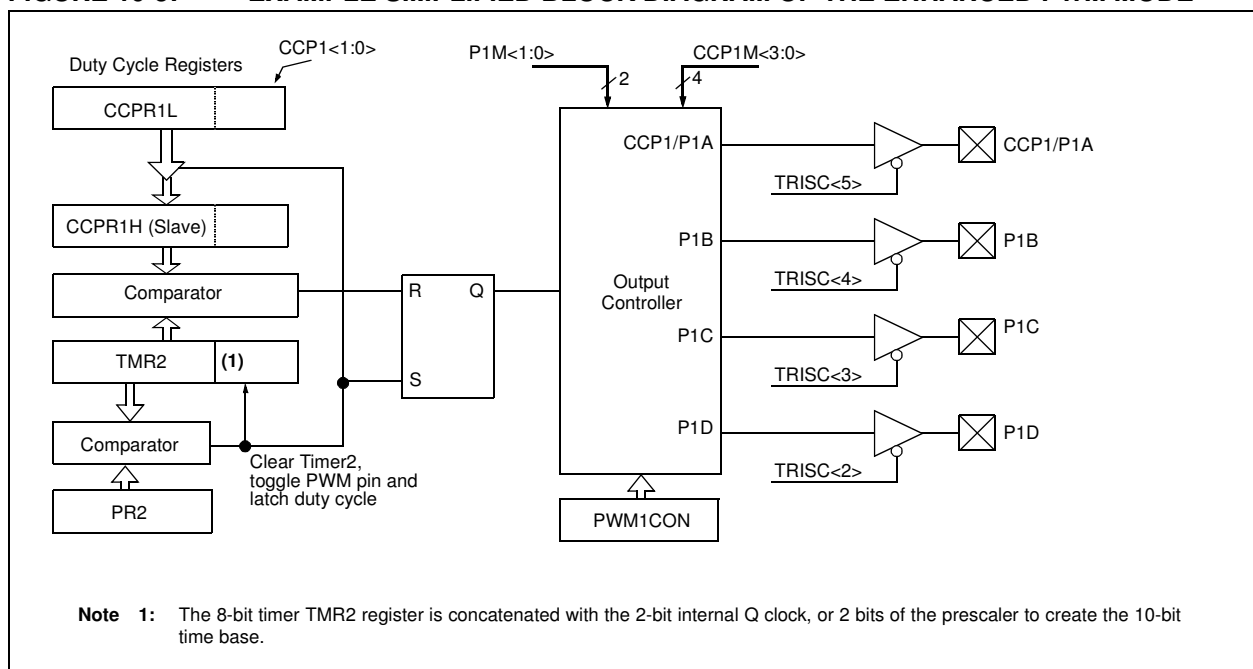 Duty Cycle Registers
CCP1<1:0>
CCPR1L
CCPR1H (Slave)
Comparator
TMR2
(1)
Comparator
PR2
Clear Timer2,
toggle PWM pin and
latch duty cycle
R
Q
S
P1M<1:0>
2
CCP1M<3:0>
4
Output
Controller
CCP1/P1A
P1B
P1C
P1D
PWM1CON
TRISC<5>
CCP1/P1A
TRISC<4>
P1B
TRISC<3>
P1C
TRISC<2>
P1D
Note 1: The 8-bit timer TMR2 register is concatenated with the 2-bit internal Q clock, or 2 bits of the prescaler to create the 10-bit
time base.